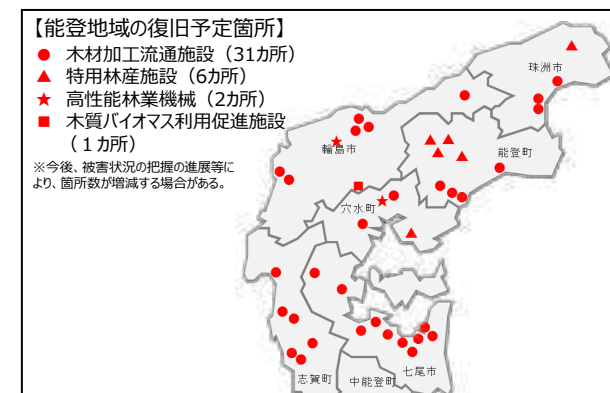 【能登地域の復旧予定箇所】
● 木材加工流通施設（31カ所）
▲ 特用林産施設（6カ所）
★ 高性能林業機械（2カ所）
■ 木質バイオマス利用促進施設
（１カ所）
※今後、被害状況の把握の進展等に
より、箇所数が増減する場合がある。
珠洲市
輪島市
能登町
穴水町
志賀町
中能登町
七尾市